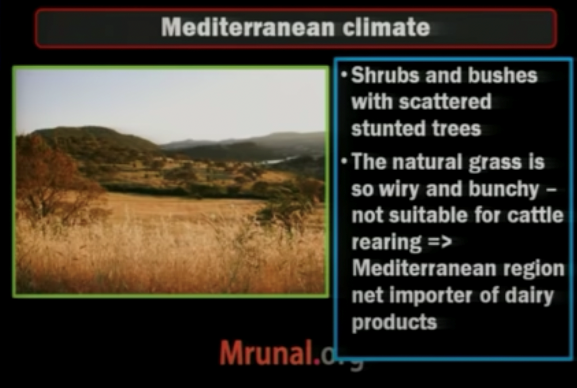 Mediterranean climate
• Shrubs and bushes
with scattered
stunted trees
• The natural grass is
so wiry and bunchy –
not suitable for cattle
rearing =>
Mediterranean region
net importer of dairy
products
Mrunal.org